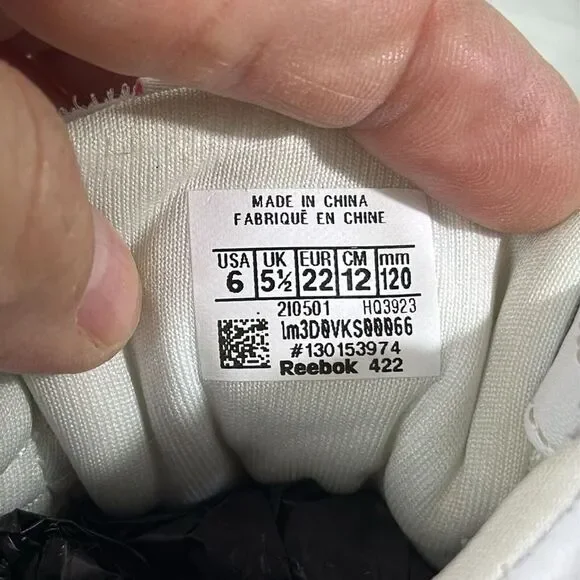 MADE IN CHINA
FABRIQUÉ EN CHINE
USA UK EUR CM mm
6 5½ 22 12 120
2I0501 HQ3923
lm3D0VKS00066
#130153974
Reebok 422